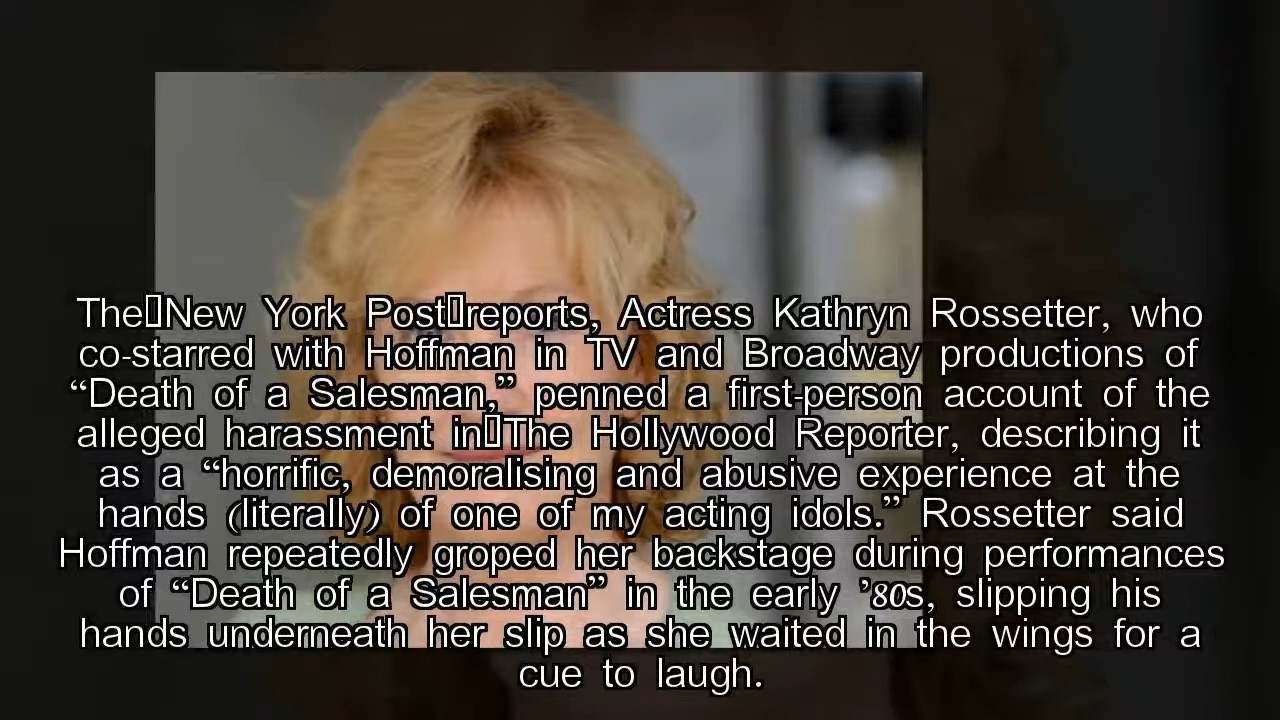 The▯New York Post▯reports, Actress Kathryn Rossetter, who
co-starred with Hoffman in TV and Broadway productions of
“Death of a Salesman,” penned a first-person account of the
alleged harassment in▯The Hollywood Reporter, describing it
as a “horrific, demoralising and abusive experience at the
hands (literally) of one of my acting idols.” Rossetter said
Hoffman repeatedly groped her backstage during performances
of “Death of a Salesman” in the early ’80s, slipping his
hands underneath her slip as she waited in the wings for a
cue to laugh.